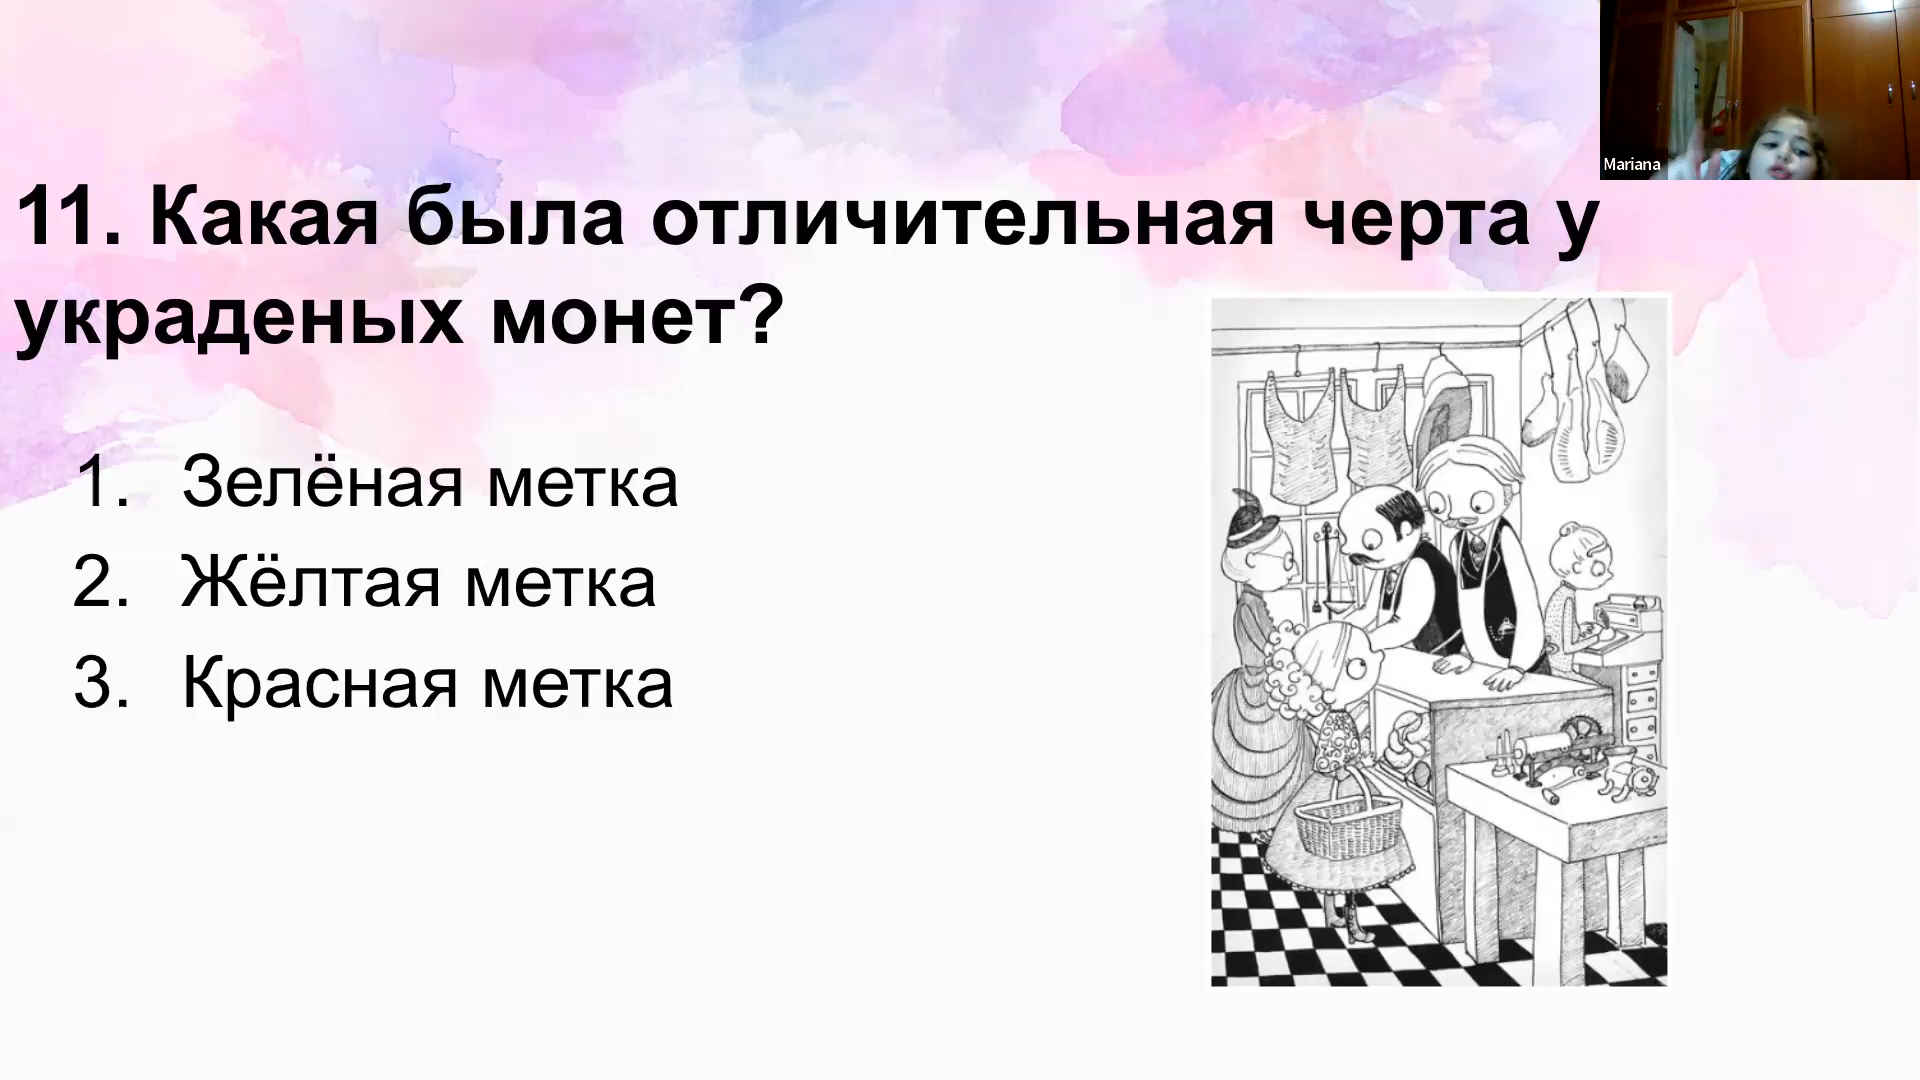 Mariana
11. Какая была отличительная черта у
украденых монет?
1. Зелёная метка
2. Жёлтая метка
3. Красная метка